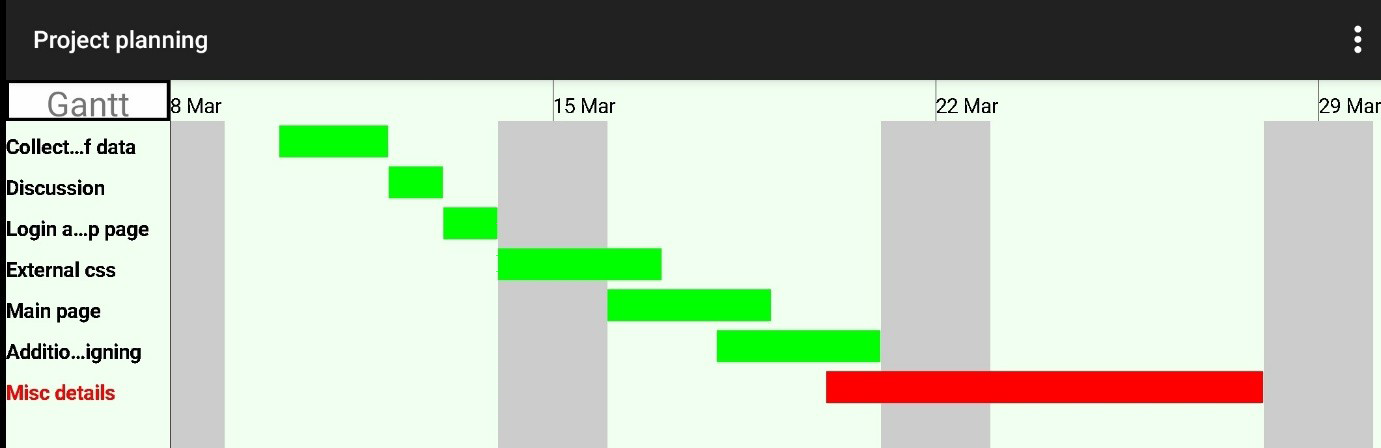 Project planning
Gantt
8 Mar 15 Mar 22 Mar 29 Mar
Collect...f data
Discussion
Login a...p page
External css
Main page
Additio...igning
Misc details